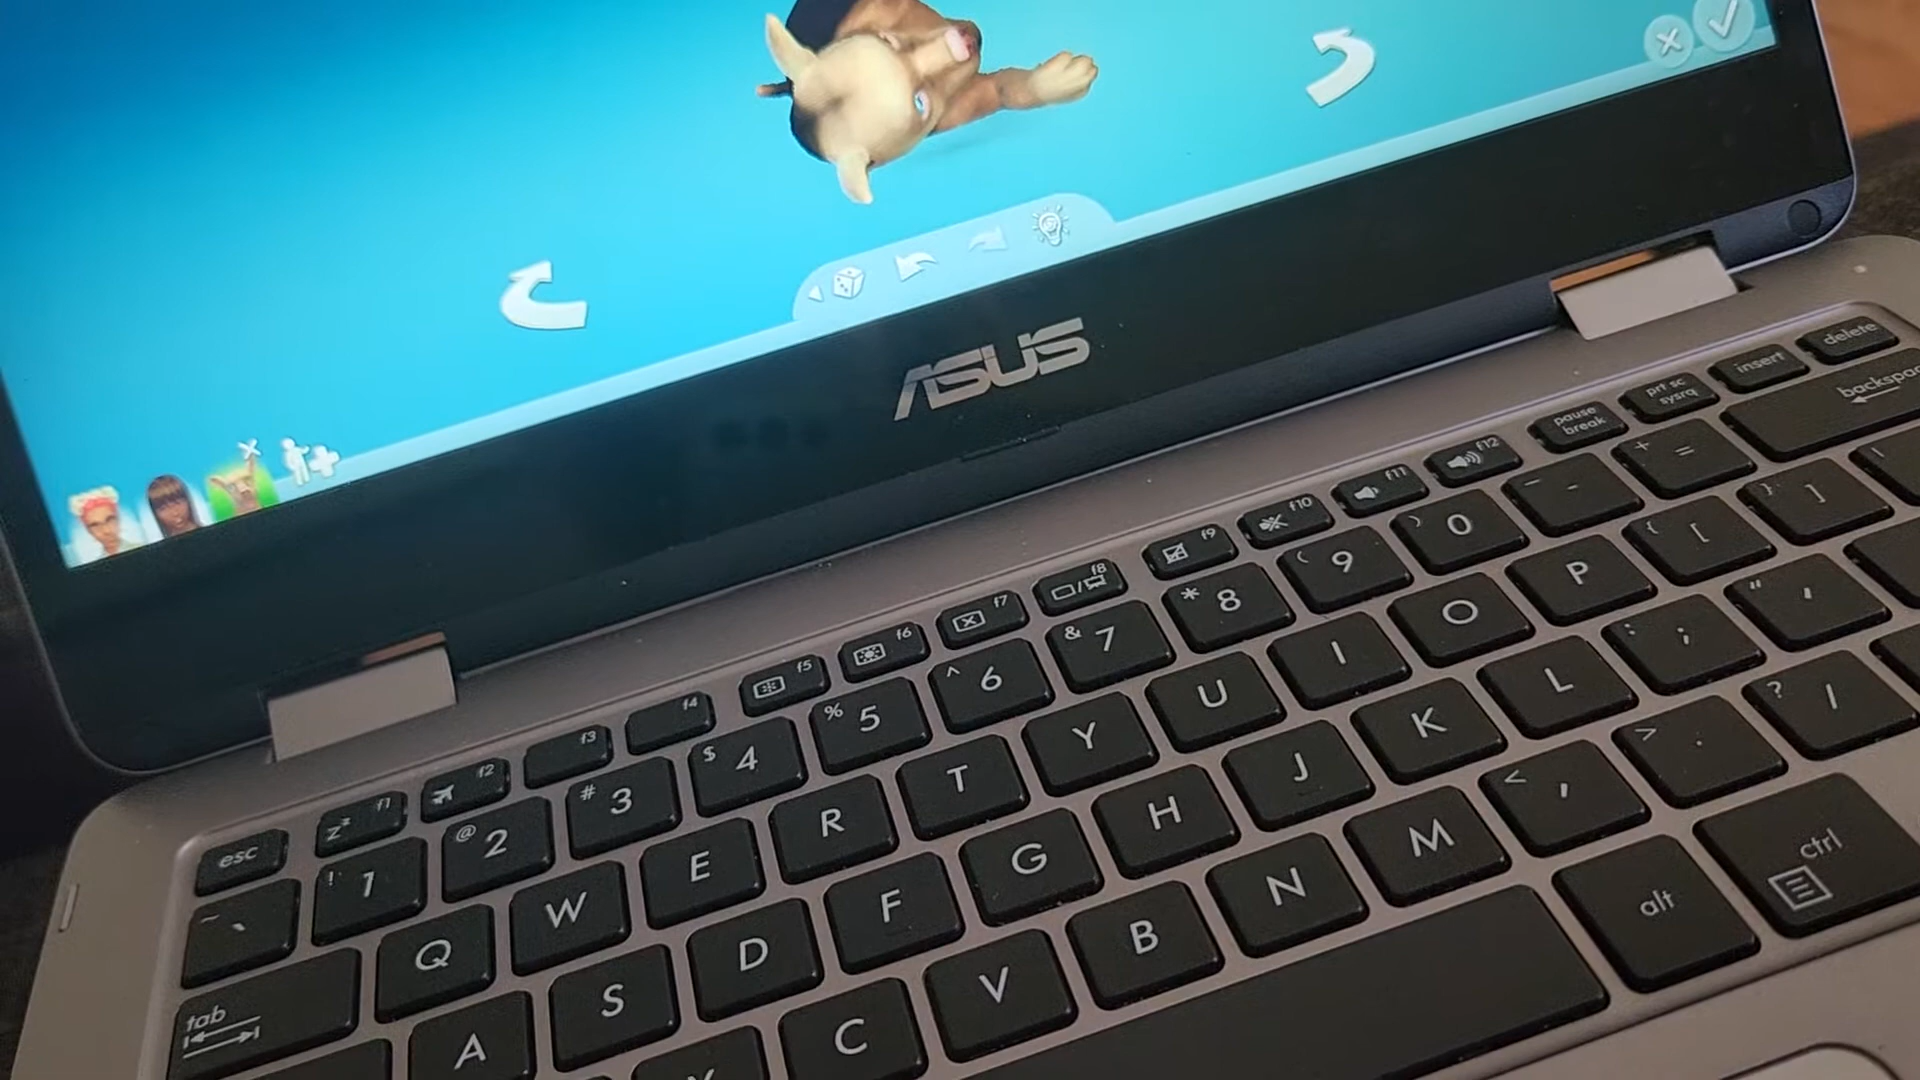 ASUS
esc
z z f1
f2
f3
f4
f5
f6
f7
f8
f9
f10
f11
f12
pause break
prt sc sysrq
insert
delete
~ `
! 1
@ 2
# 3
$ 4
% 5
^ 6
& 7
* 8
( 9
) 0
_ -
+ =
backspac
tab
Q
W
E
R
T
Y
U
I
O
P
{ [
} ]
A
S
D
F
G
H
J
K
L
: ;
" '
C
V
B
N
M
< ,
> .
? /
alt
ctrl